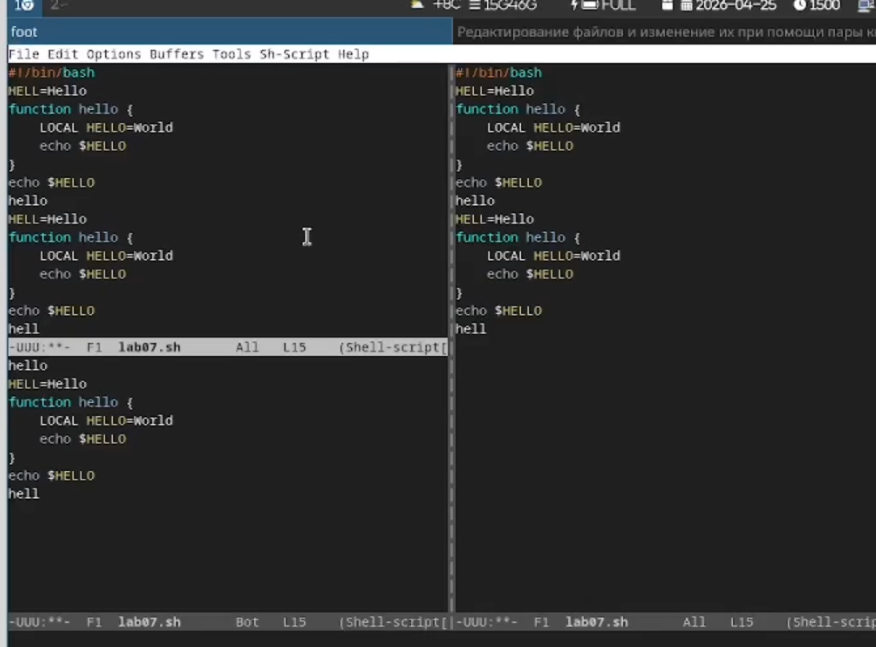 1
2
+8C 15G46G FULL 2026-04-25 1500
foot
Редактирование файлов и изменение их при помощи пары
File Edit Options Buffers Tools Sh-Script Help
#!/bin/bash
HELL=Hello
function hello {
    LOCAL HELLO=World
    echo $HELLO
}
echo $HELLO
hello
HELL=Hello
function hello {
    LOCAL HELLO=World
    echo $HELLO
}
echo $HELLO
hell
-UUU:**-  F1  lab07.sh       All   L15    (Shell-script[
hello
HELL=Hello
function hello {
    LOCAL HELLO=World
    echo $HELLO
}
echo $HELLO
hell
-UUU:**-  F1  lab07.sh       Bot   L15    (Shell-script[
#!/bin/bash
HELL=Hello
function hello {
    LOCAL HELLO=World
    echo $HELLO
}
echo $HELLO
hello
HELL=Hello
function hello {
    LOCAL HELLO=World
    echo $HELLO
}
echo $HELLO
hell
-UUU:**-  F1  lab07.sh       All   L15    (Shell-scrip